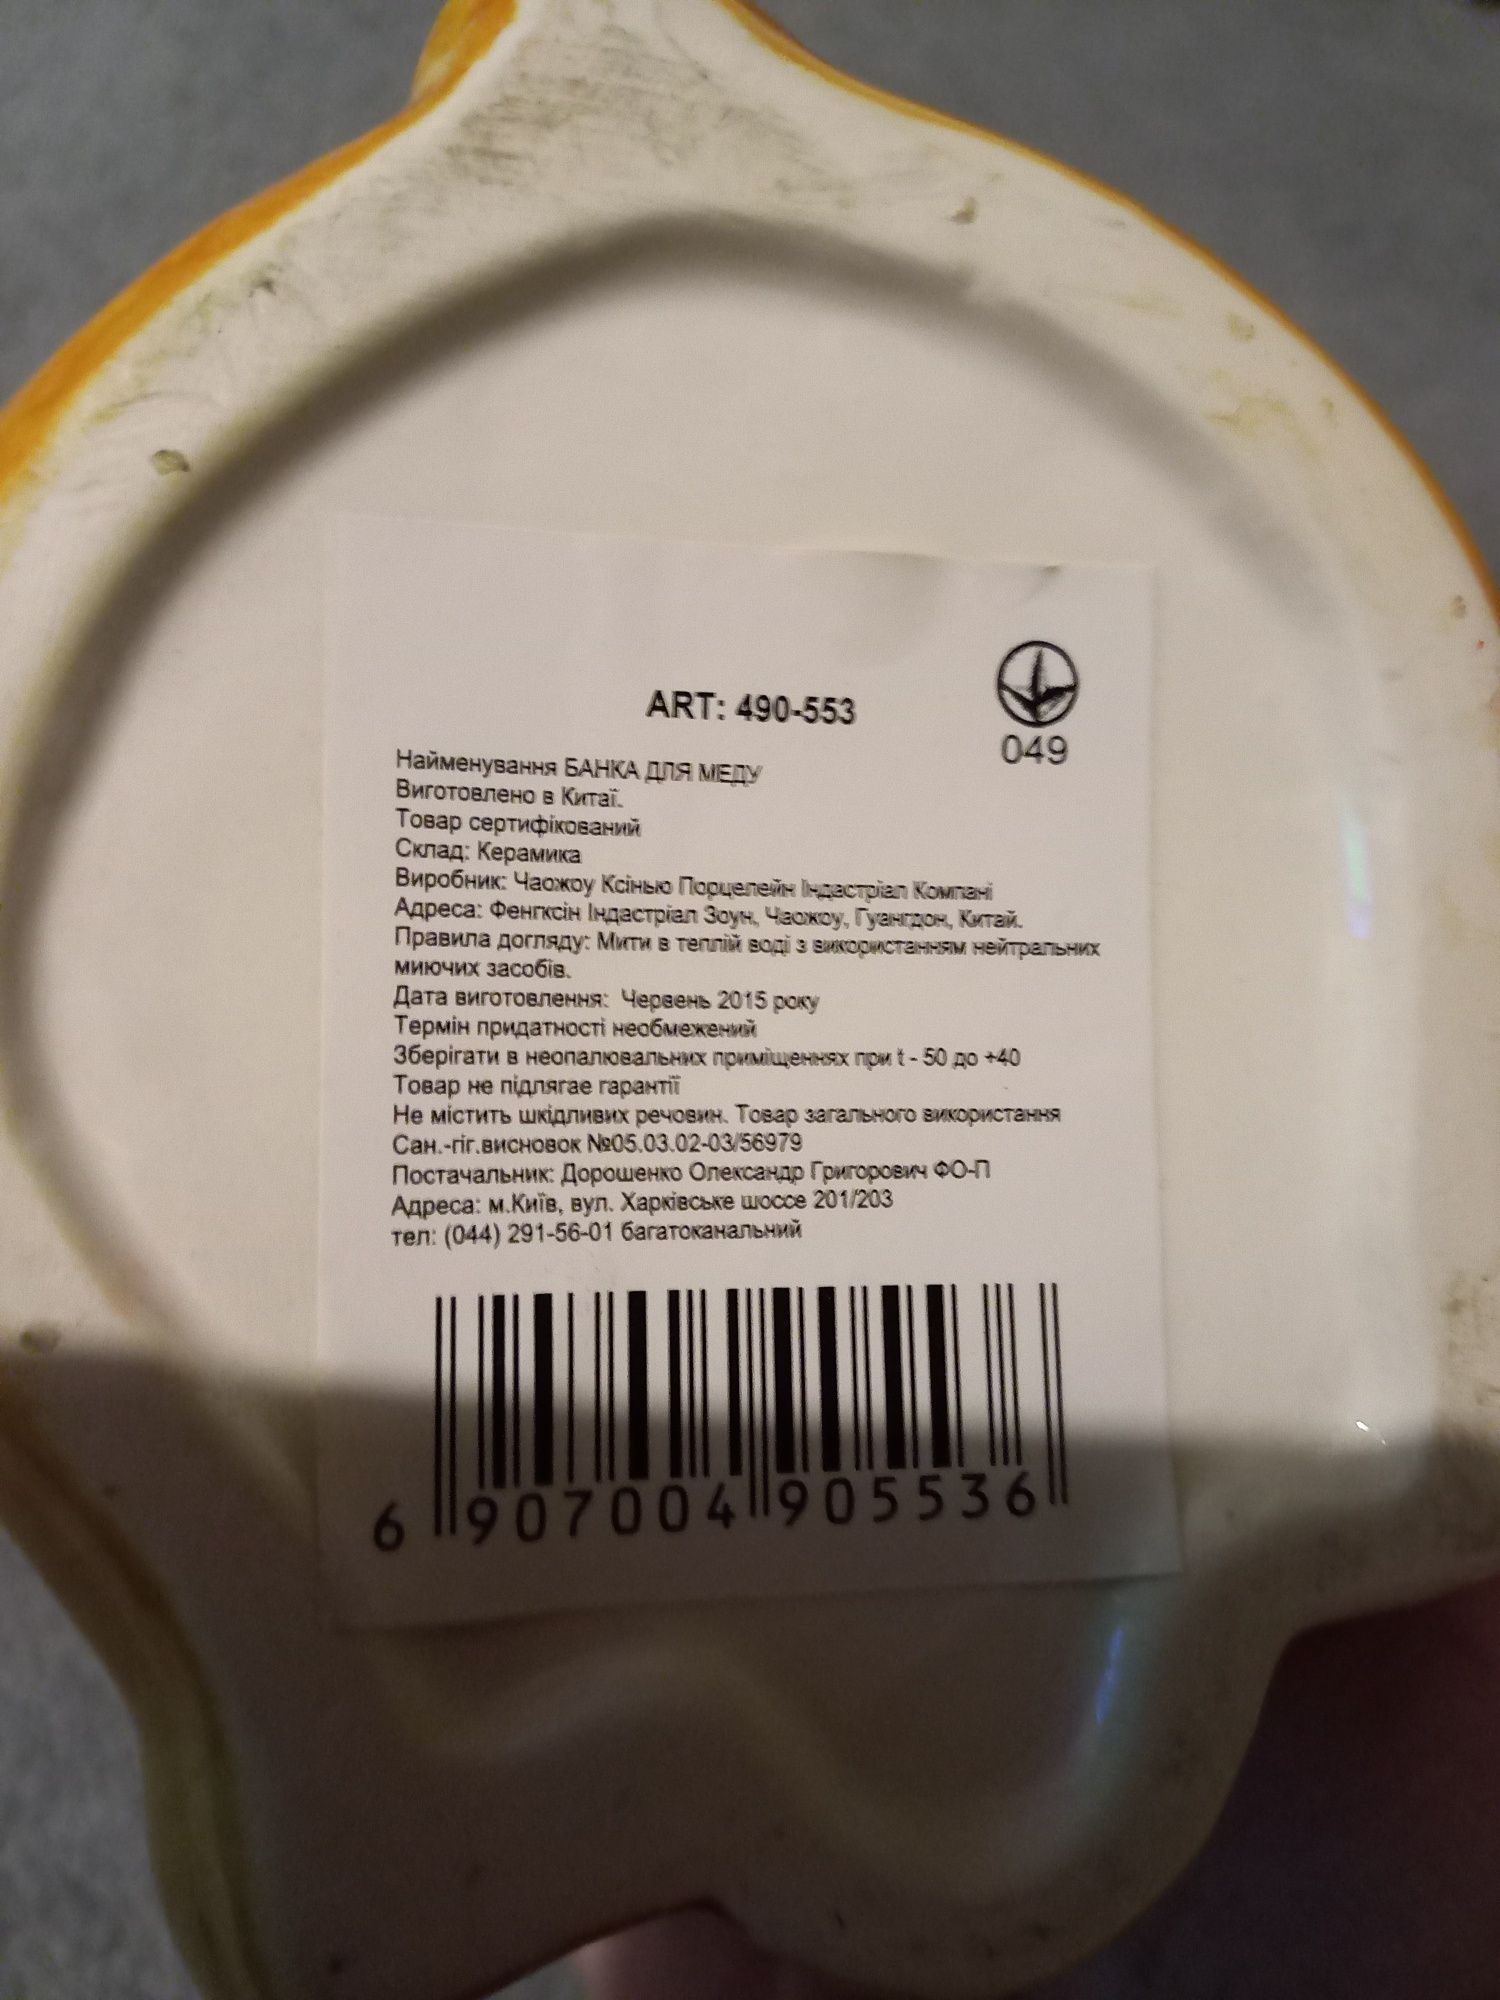 ART: 490-553
049
Найменування БАНКА ДЛЯ МЕДУ
Виготовлено в Китаї.
Товар сертифікований
Склад: Керамика
Виробник: Чаожоу Ксінью Порцелейн Індастріал Компані
Адреса: Фенгксін Індастріал Зоун, Чаожоу, Гуангдон, Китай.
Правила догляду: Мити в теплій воді з використанням нейтральних
миючих засобів.
Дата виготовлення: Червень 2015 року
Термін придатності необмежений
Зберігати в неопалювальних приміщеннях при t - 50 до +40
Товар не підлягае гарантії
Не містить шкідливих речовин. Товар загального використання
Сан.-гіг.висновок №05.03.02-03/56979
Постачальник: Дорошенко Олександр Григорович ФО-П
Адреса: м.Київ, вул. Харківське шоссе 201/203
тел: (044) 291-56-01 багатоканальний
6 907004 905536